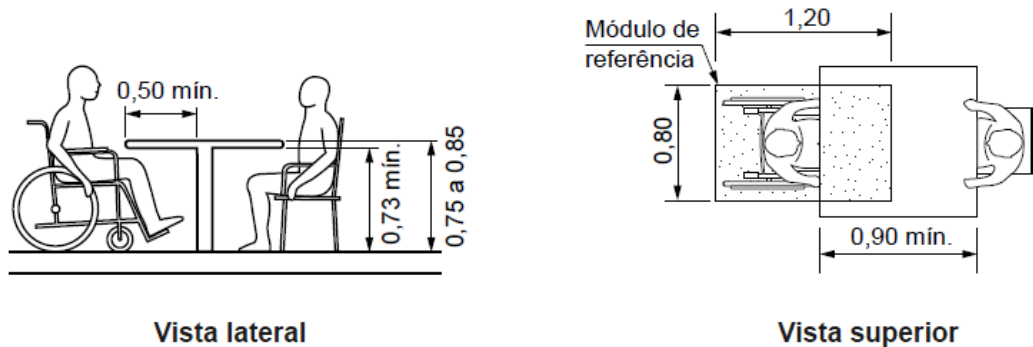 0,50 mín.
0,73 mín.
0,75 a 0,85
Vista lateral
Módulo de
referência
1,20
0,80
0,90 mín.
Vista superior